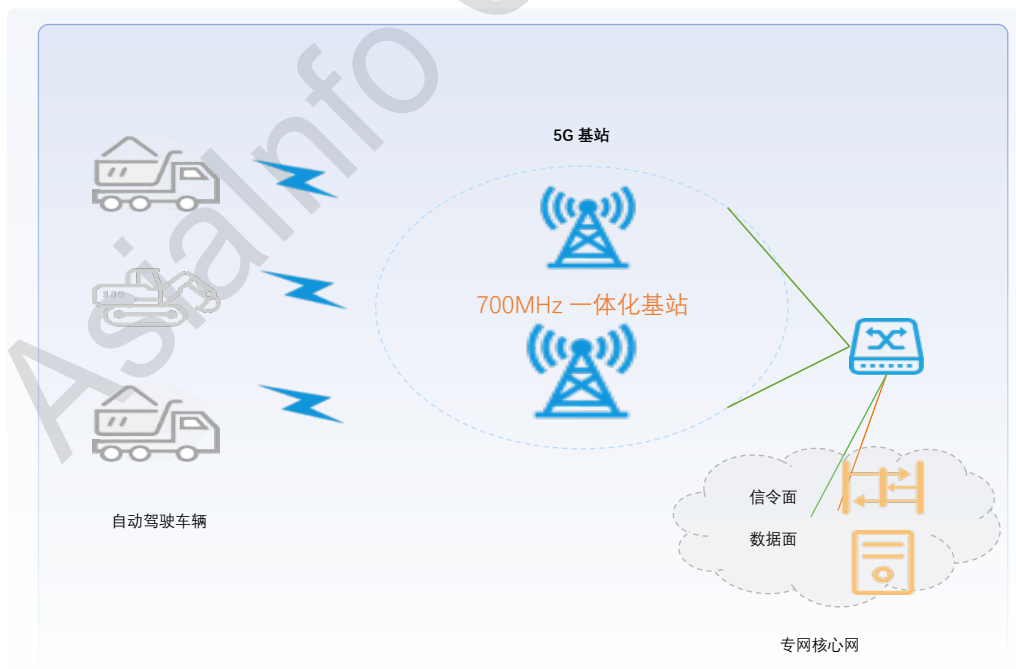 5G 基站
700MHz 一体化基站
信令面
数据面
自动驾驶车辆
专网核心网
AsiaInfo